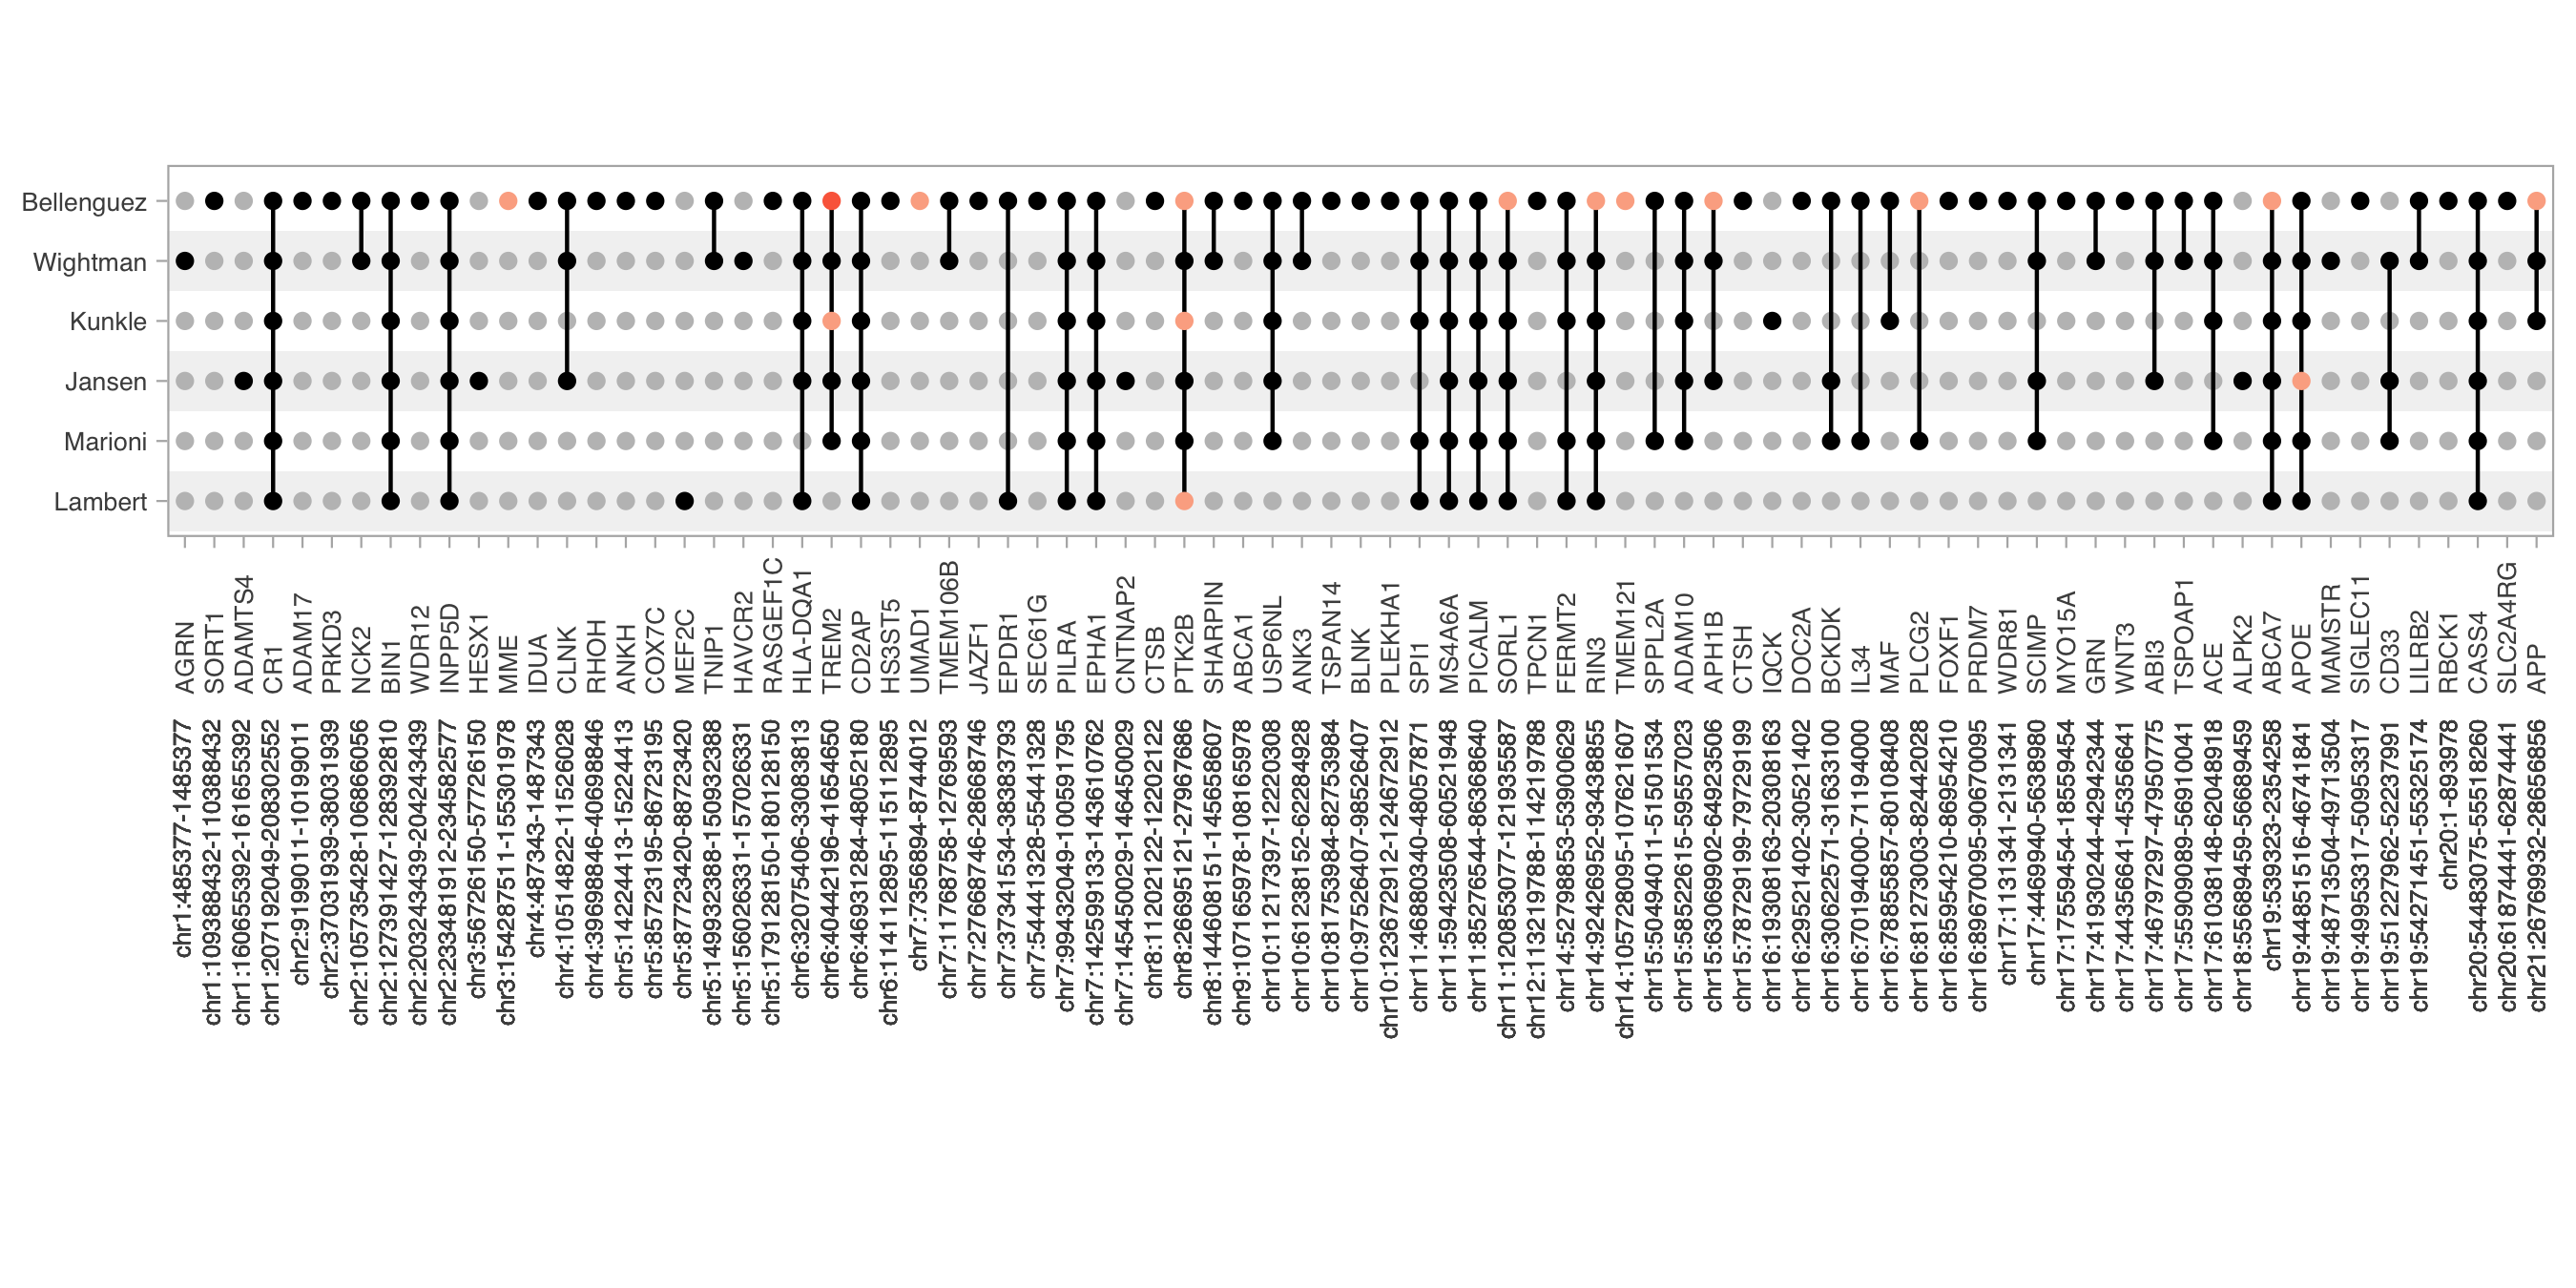 Bellenguez
Wightman
Kunkle
Jansen
Marioni
Lambert
AGRN
SORT1
ADAMTS4
CR1
ADAM17
PRKD3
NCK2
BIN1
WDR12
INPP5D
HESX1
MME
IDUA
CLNK
RHOH
ANKH
COX7C
MEF2C
TNIP1
HAVCR2
RASGEF1C
HLA-DQA1
TREM2
CD2AP
HS3ST5
UMAD1
TMEM106B
JAZF1
EPDR1
SEC61G
PILRA
EPHA1
CNTNAP2
CTSB
PTK2B
SHARPIN
ABCA1
USP6NL
ANK3
TSPAN14
BLNK
PLEKHA1
SPI1
MS4A6A
PICALM
SORL1
TPCN1
FERMT2
RIN3
TMEM121
SPPL2A
ADAM10
APH1B
CTSH
IQCK
DOC2A
BCKDK
IL34
MAF
PLCG2
FOXF1
PRDM7
WDR81
SCIMP
MYO15A
GRN
WNT3
ABI3
TSPOAP1
ACE
ALPK2
ABCA7
APOE
MAMSTR
SIGLEC11
CD33
LILRB2
RBCK1
CASS4
SLC2A4RG
APP
chr1:485377-1485377
chr1:109388432-110388432
chr1:160655392-161655392
chr1:207192049-208302552
chr2:9199011-10199011
chr2:37031939-38031939
chr2:105735428-106866056
chr2:127391427-128392810
chr2:203243439-204243439
chr2:233481912-234582577
chr3:56726150-57726150
chr3:154287511-155301978
chr4:487343-1487343
chr4:10514822-11526028
chr4:39698846-40698846
chr5:14224413-15224413
chr5:85723195-86723195
chr5:87723420-88723420
chr5:149932388-150932388
chr5:156026331-157026331
chr5:179128150-180128150
chr6:32075406-33083813
chr6:40442196-41654650
chr6:46931284-48052180
chr6:114112895-115112895
chr7:7356894-8744012
chr7:11768758-12769593
chr7:27668746-28668746
chr7:37341534-38383793
chr7:54441328-55441328
chr7:99432049-100591795
chr7:142599133-143610762
chr7:145450029-146450029
chr8:11202122-12202122
chr8:26695121-27967686
chr8:144608151-145658607
chr9:107165978-108165978
chr10:11217397-12220308
chr10:61238152-62284928
chr10:81753984-82753984
chr10:97526407-98526407
chr10:123672912-124672912
chr11:46880340-48057871
chr11:59423508-60521948
chr11:85276544-86368640
chr11:120853077-121935587
chr12:113219788-114219788
chr14:52798853-53900629
chr14:92426952-93438855
chr14:105728095-107621607
chr15:50494011-51501534
chr15:58522615-59557023
chr15:63069902-64923506
chr15:78729199-79729199
chr16:19308163-20308163
chr16:29521402-30521402
chr16:30622571-31633100
chr16:70194000-71194000
chr16:78855857-80108408
chr16:81273003-82442028
chr16:85954210-86954210
chr16:89670095-90670095
chr17:1131341-2131341
chr17:4469940-5638980
chr17:17559454-18559454
chr17:41930244-42942344
chr17:44356641-45356641
chr17:46797297-47950775
chr17:55909089-56910041
chr17:61038148-62048918
chr18:55689459-56689459
chr19:539323-2354258
chr19:44851516-46741841
chr19:48713504-49713504
chr19:49953317-50953317
chr19:51227962-52237991
chr19:54271451-55325174
chr20:1-893978
chr20:54483075-55518260
chr20:61874441-62874441
chr21:26769932-28656856